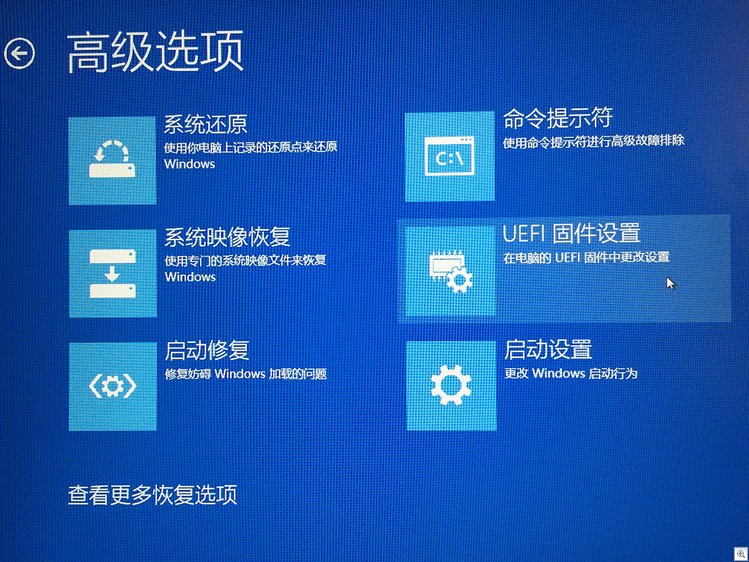 高级选项
系统还原
使用你电脑上记录的还原点来还原
Windows
命令提示符
使用命令提示符进行高级故障排除
C:\
系统映像恢复
使用专门的系统映像文件来恢复
Windows
UEFI 固件设置
在电脑的 UEFI 固件中更改设置
启动修复
修复妨碍 Windows 加载的问题
启动设置
更改 Windows 启动行为
查看更多恢复选项